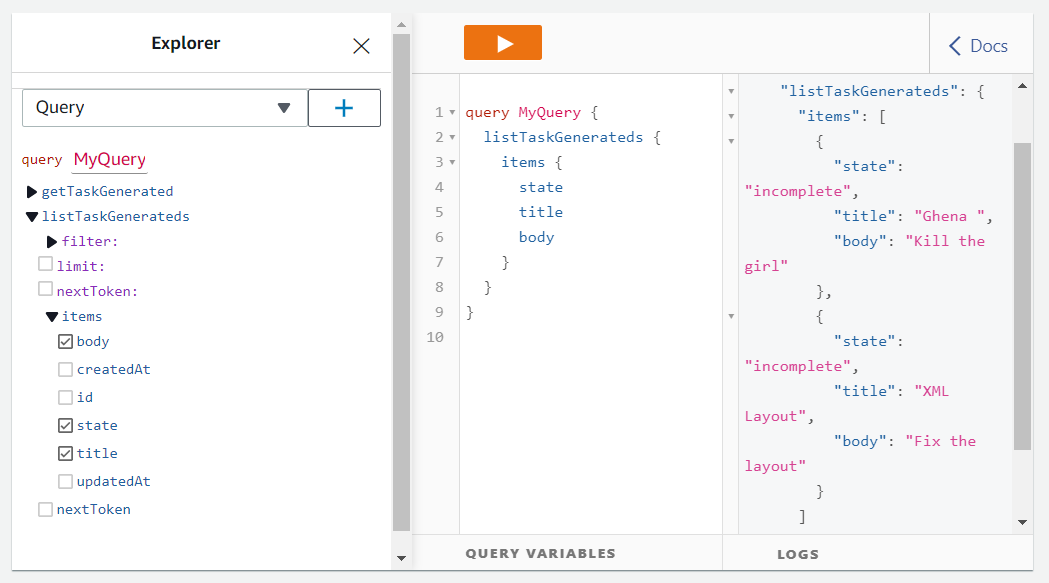 Explorer
Query
query MyQuery
getTaskGenerated
listTaskGenerateds
filter:
limit:
nextToken:
items
body
createdAt
id
state
title
updatedAt
nextToken
Docs
1 query MyQuery {
2 listTaskGenerateds {
3 items {
4 state
5 title
6 body
7 }
8 }
9 }
10
QUERY VARIABLES
"listTaskGenerateds": {
"items": [
{
"state":
"incomplete",
"title": "Ghena ",
"body": "Kill the
girl"
},
{
"state":
"incomplete",
"title": "XML
Layout",
"body": "Fix the
layout"
}
]
LOGS